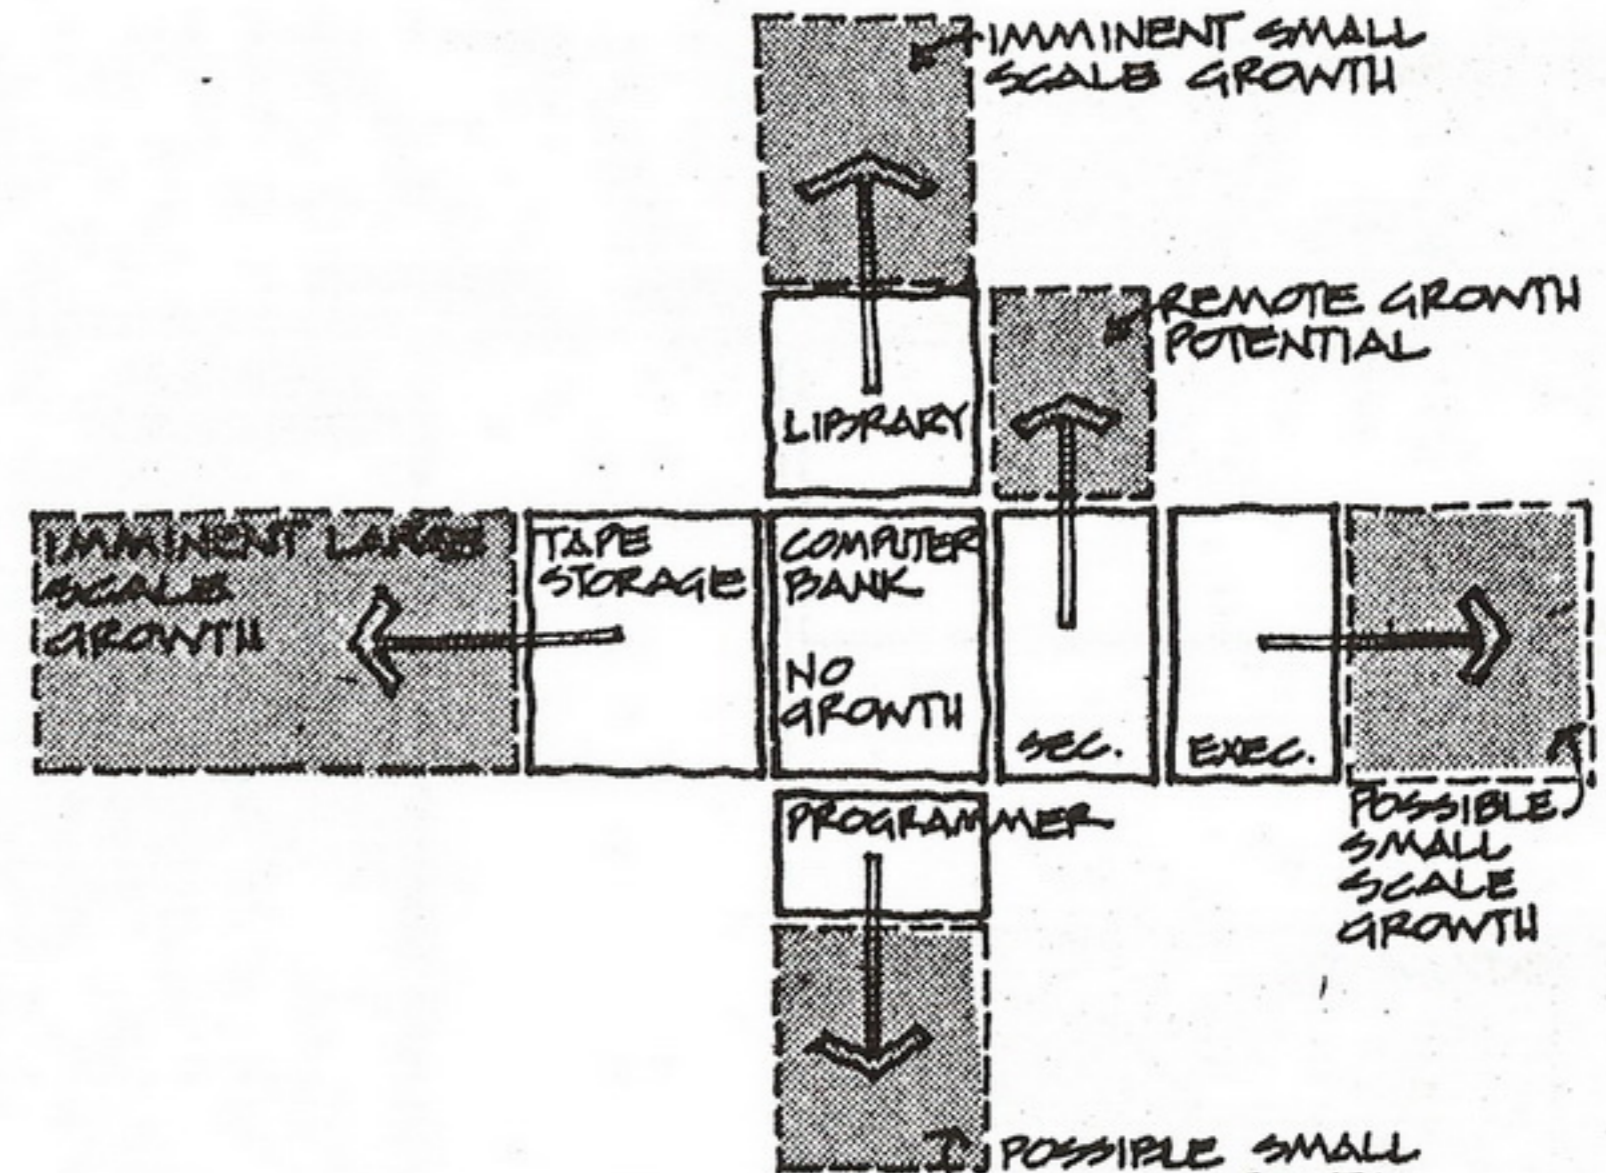 IMMINENT SMALL
SCALE GROWTH
REMOTE GROWTH
POTENTIAL
LIBRARY
IMMINENT LARGE
SCALE
GROWTH
TAPE
STORAGE
COMPUTER
BANK
NO
GROWTH
SEC.
EXEC.
PROGRAMMER
POSSIBLE
SMALL
SCALE
GROWTH
POSSIBLE SMALL